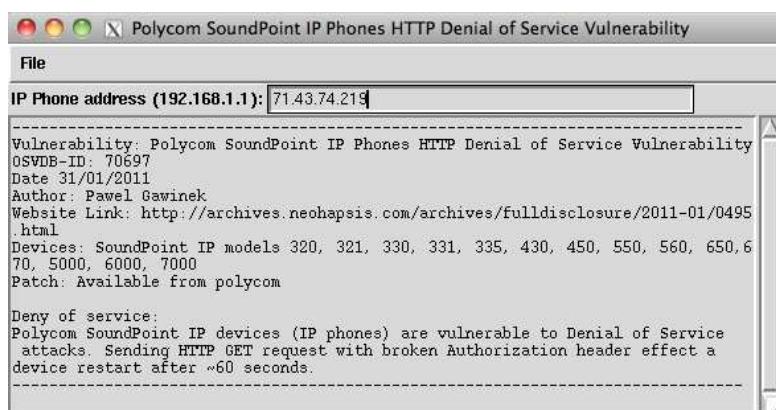 X Polycom SoundPoint IP Phones HTTP Denial of Service Vulnerability
File
IP Phone address (192.168.1.1): 71.43.74.219
--------------------------------------------------------------------------------
Vulnerability: Polycom SoundPoint IP Phones HTTP Denial of Service Vulnerability
OSVDB-ID: 70697
Date 31/01/2011
Author: Pawel Gawinek
Website Link: http://archives.neohapsis.com/archives/fulldisclosure/2011-01/0495
.html
Devices: SoundPoint IP models 320, 321, 330, 331, 335, 430, 450, 550, 560, 650,6
70, 5000, 6000, 7000
Patch: Available from polycom
Deny of service:
Polycom SoundPoint IP devices (IP phones) are vulnerable to Denial of Service
attacks. Sending HTTP GET request with broken Authorization header effect a
device restart after ~60 seconds.
--------------------------------------------------------------------------------